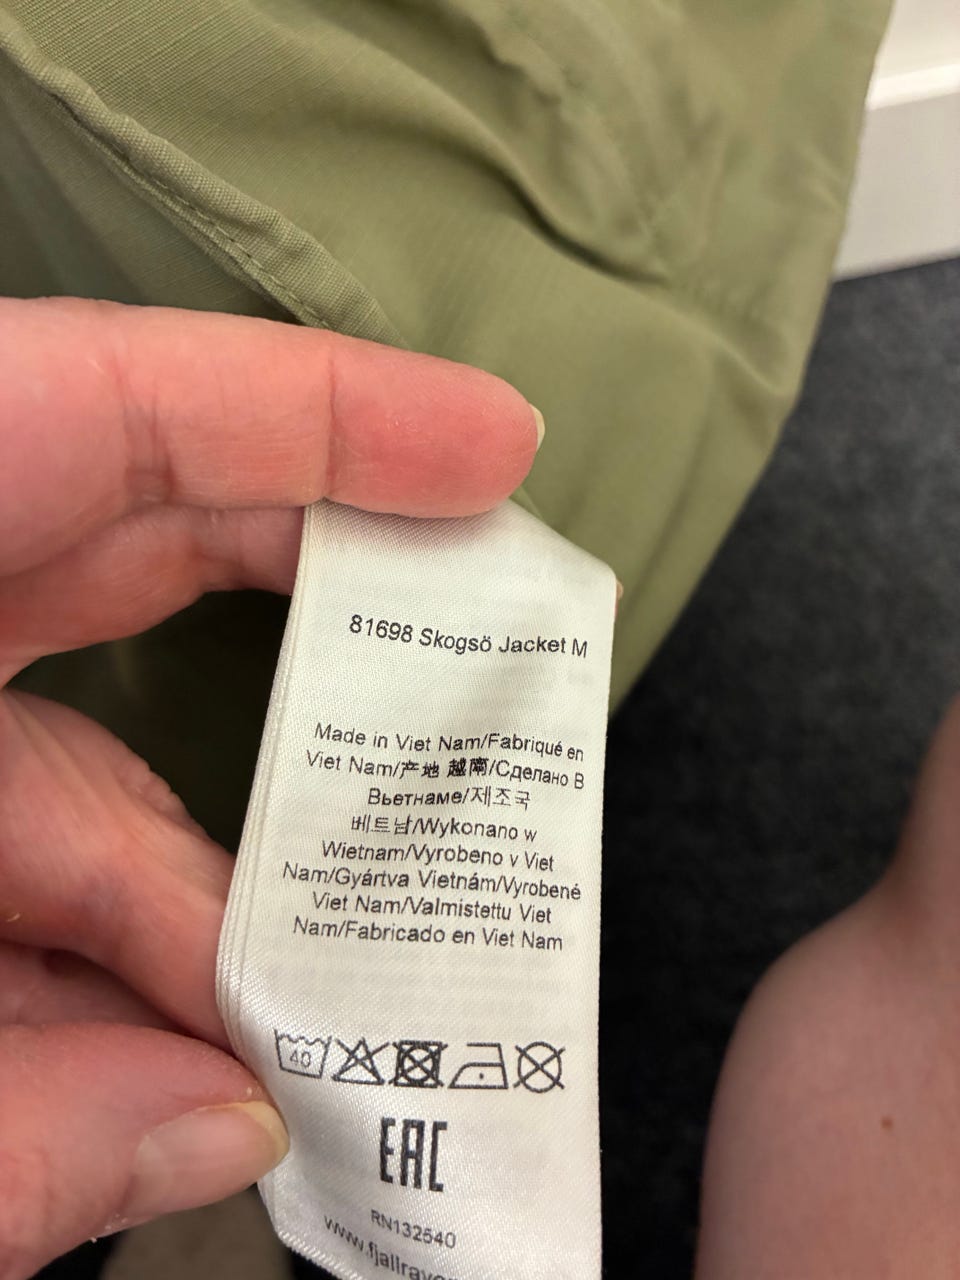 81698 Skogsö Jacket M
Made in Viet Nam/Fabriqué en
Viet Nam/产地 越南/Сделано в
Вьетнаме/제조국
베트남/Wykonano w
Wietnam/Vyrobeno v Viet
Nam/Gyártva Vietnám/Vyrobené
Viet Nam/Valmistettu Viet
Nam/Fabricado en Viet Nam
40
EAC
RN132540
www.fjallraven